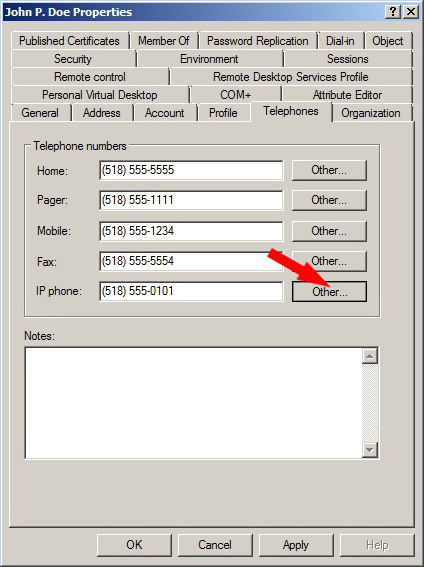 John P. Doe Properties
Published Certificates Member Of Password Replication Dial-in Object
Security Environment Sessions
Remote control Remote Desktop Services Profile
Personal Virtual Desktop COM+ Attribute Editor
General Address Account Profile Telephones Organization
Telephone numbers
Home: (518) 555-5555 Other...
Pager: (518) 555-1111 Other...
Mobile: (518) 555-1234 Other...
Fax: (518) 555-5554 Other...
IP phone: (518) 555-0101 Other...
Notes:
OK Cancel Apply Help